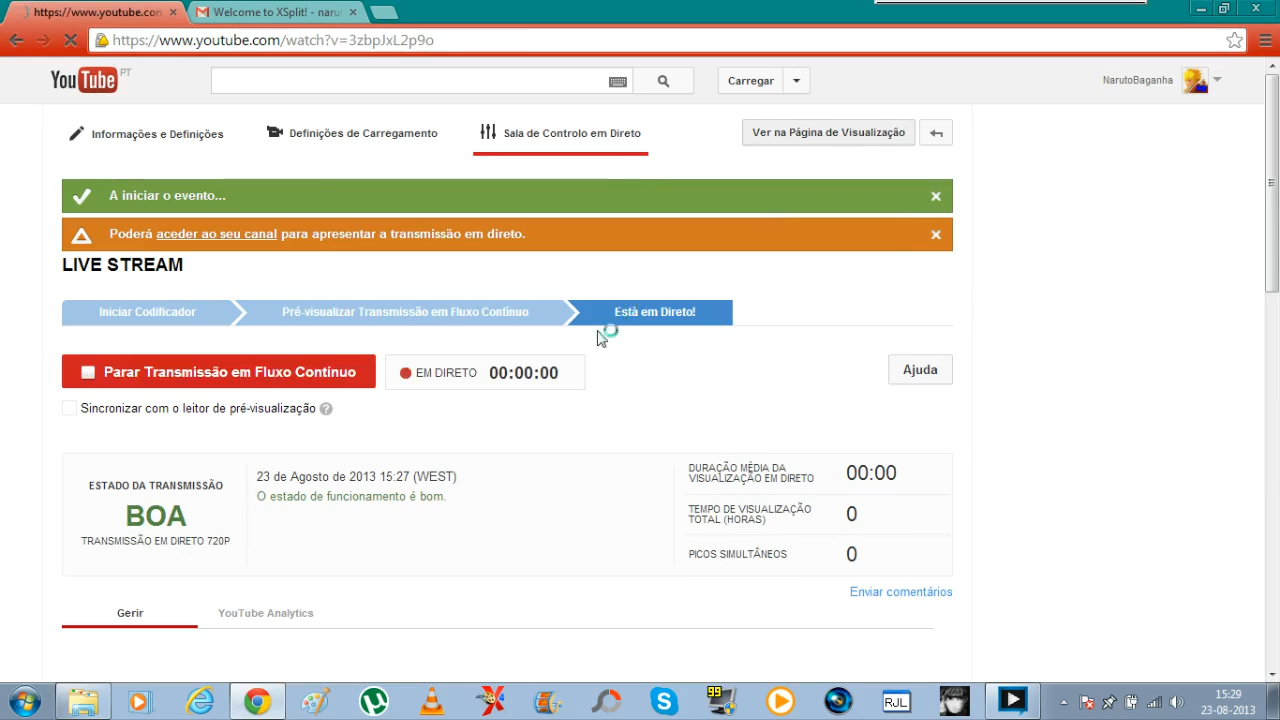 https://www.youtube.con
Welcome to XSplit! - narut
https://www.youtube.com/watch?v=3zbpJxL2p9o
YouTube PT
Carregar
NarutoBaganha
Informações e Definições
Definições de Carregamento
Sala de Controlo em Direto
Ver na Página de Visualização
A iniciar o evento...
Poderá aceder ao seu canal para apresentar a transmissão em direto.
LIVE STREAM
Iniciar Codificador
Pré-visualizar Transmissão em Fluxo Contínuo
Está em Direto!
Parar Transmissão em Fluxo Contínuo
EM DIRETO 00:00:00
Ajuda
Sincronizar com o leitor de pré-visualização ?
ESTADO DA TRANSMISSÃO
BOA
TRANSMISSÃO EM DIRETO 720P
23 de Agosto de 2013 15:27 (WEST)
O estado de funcionamento é bom.
DURAÇÃO MÉDIA DA
VISUALIZAÇÃO EM DIRETO
00:00
TEMPO DE VISUALIZAÇÃO
TOTAL (HORAS)
0
PICOS SIMULTÂNEOS
0
Enviar comentários
Gerir
YouTube Analytics
99
RJL
15:29
23-08-2013